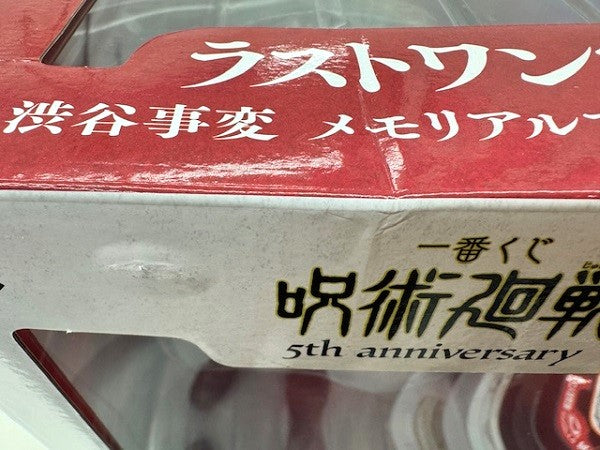 ラストワン
渋谷事変 メモリアル
一番くじ
呪術廻戦
5th anniversary